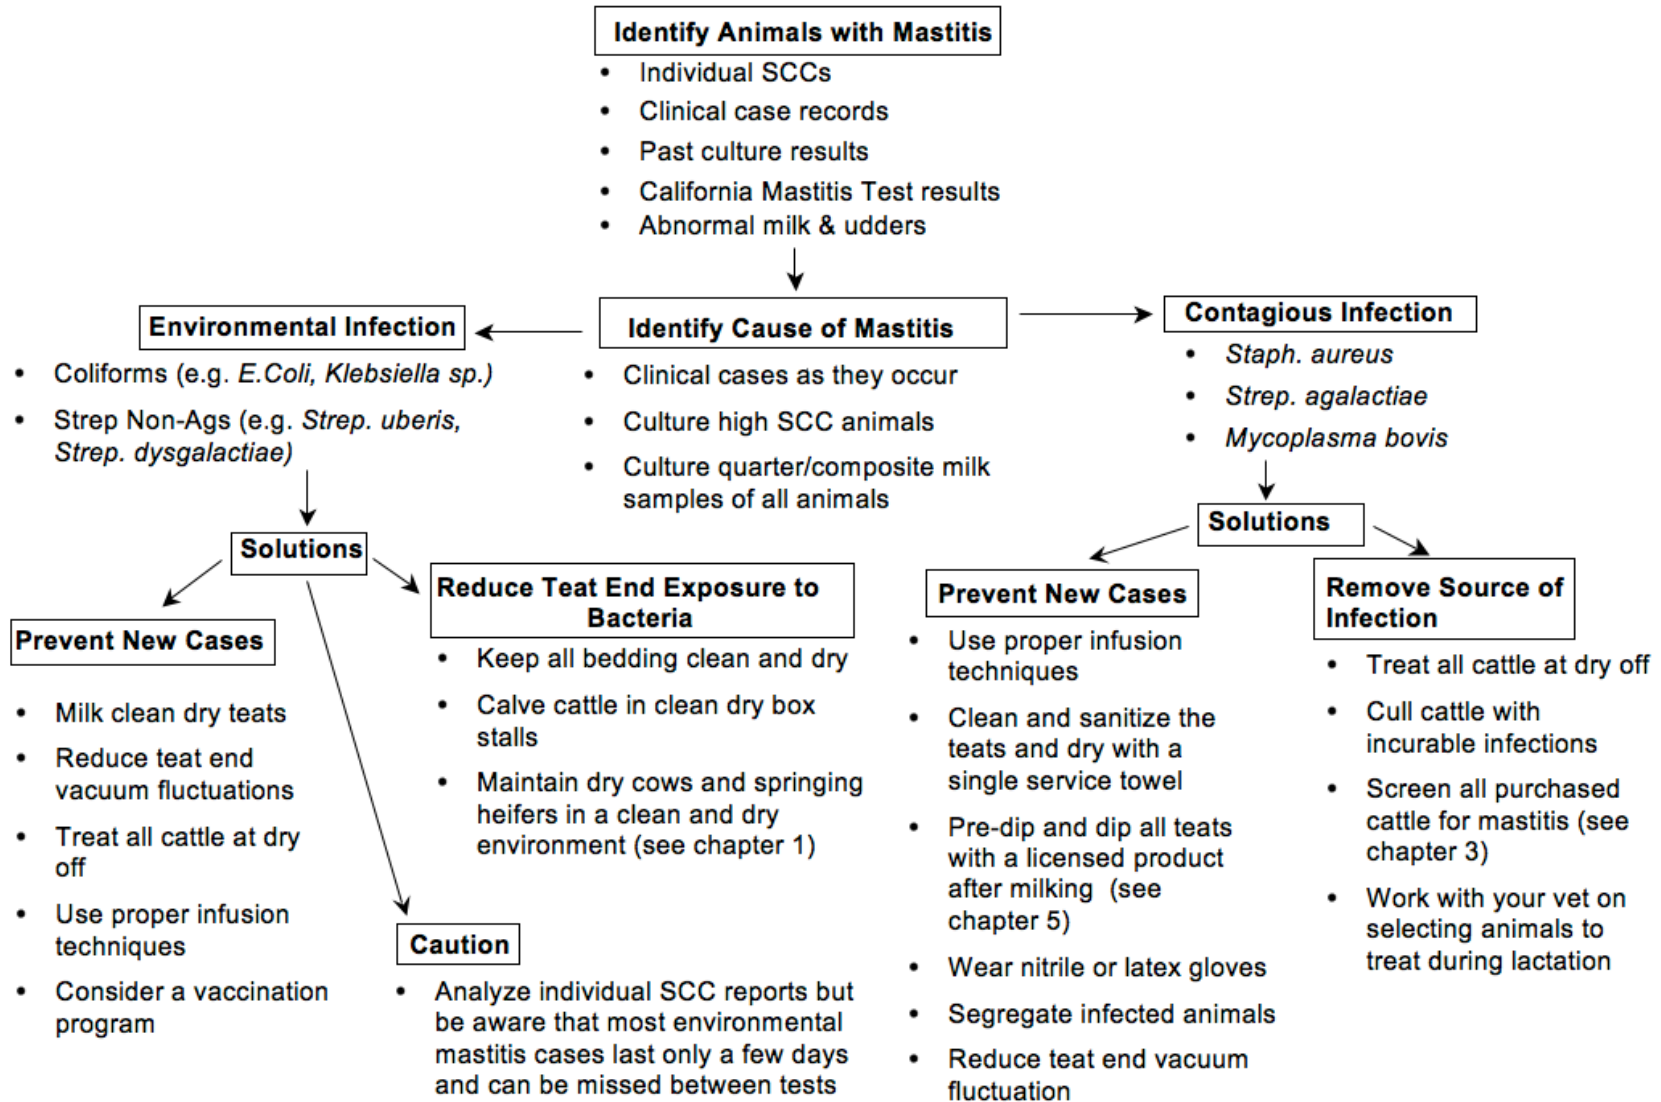 Identify Animals with Mastitis
• Individual SCCs
• Clinical case records
• Past culture results
• California Mastitis Test results
• Abnormal milk & udders
Identify Cause of Mastitis
• Clinical cases as they occur
• Culture high SCC animals
• Culture quarter/composite milk
samples of all animals
Environmental Infection
• Coliforms (e.g. E.Coli, Klebsiella sp.)
• Strep Non-Ags (e.g. Strep. uberis,
Strep. dysgalactiae)
Solutions
Prevent New Cases
• Milk clean dry teats
• Reduce teat end
vacuum fluctuations
• Treat all cattle at dry
off
• Use proper infusion
techniques
• Consider a vaccination
program
Reduce Teat End Exposure to
Bacteria
• Keep all bedding clean and dry
• Calve cattle in clean dry box
stalls
• Maintain dry cows and springing
heifers in a clean and dry
environment (see chapter 1)
Caution
• Analyze individual SCC reports but
be aware that most environmental
mastitis cases last only a few days
and can be missed between tests
Contagious Infection
• Staph. aureus
• Strep. agalactiae
• Mycoplasma bovis
Solutions
Prevent New Cases
• Use proper infusion
techniques
• Clean and sanitize the
teats and dry with a
single service towel
• Pre-dip and dip all teats
with a licensed product
after milking (see
chapter 5)
• Wear nitrile or latex gloves
• Segregate infected animals
• Reduce teat end vacuum
fluctuation
Remove Source of
Infection
• Treat all cattle at dry off
• Cull cattle with
incurable infections
• Screen all purchased
cattle for mastitis (see
chapter 3)
• Work with your vet on
selecting animals to
treat during lactation